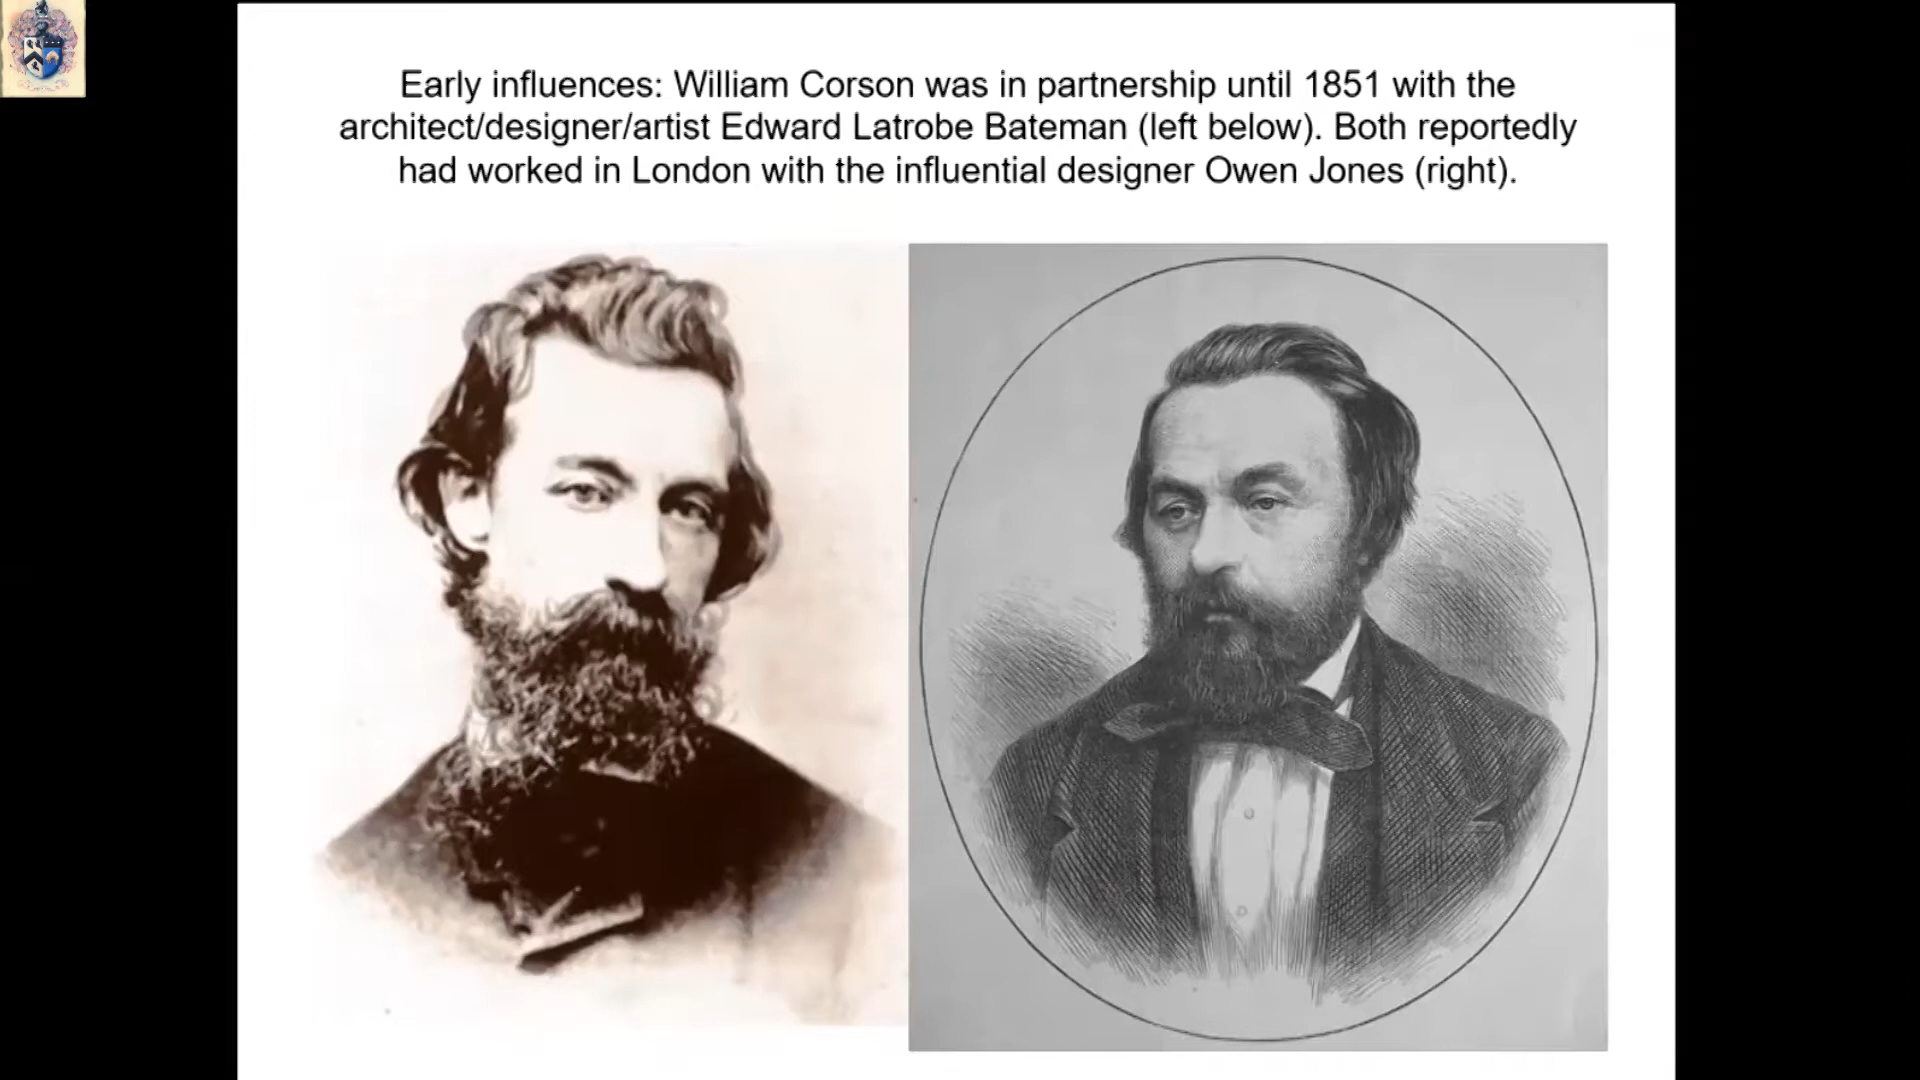 Early influences: William Corson was in partnership until 1851 with the
architect/designer/artist Edward Latrobe Bateman (left below). Both reportedly
had worked in London with the influential designer Owen Jones (right).